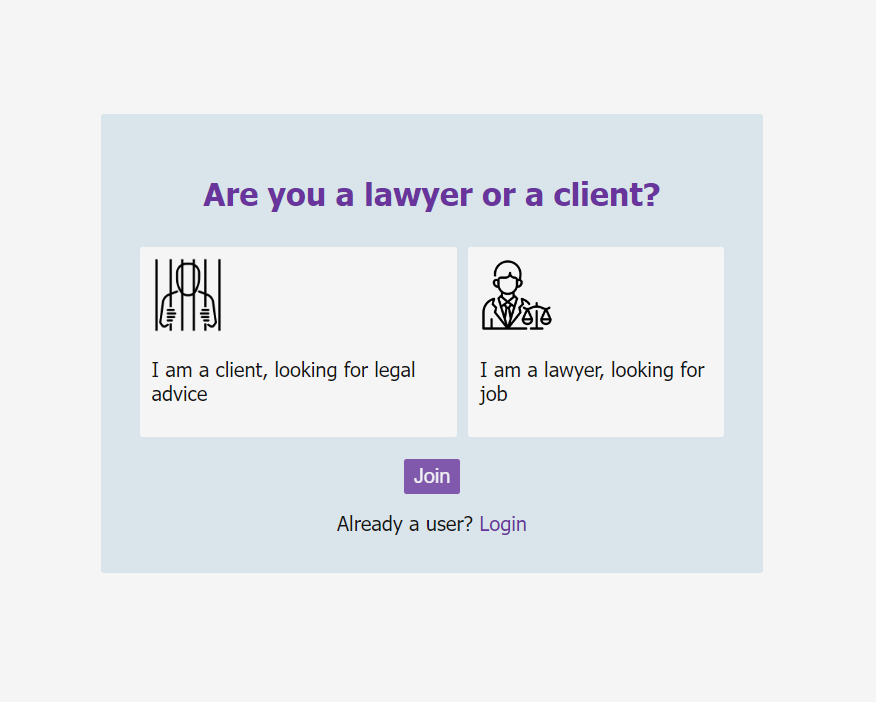 Are you a lawyer or a client?
I am a client, looking for legal
advice
I am a lawyer, looking for
job
Join
Already a user? Login